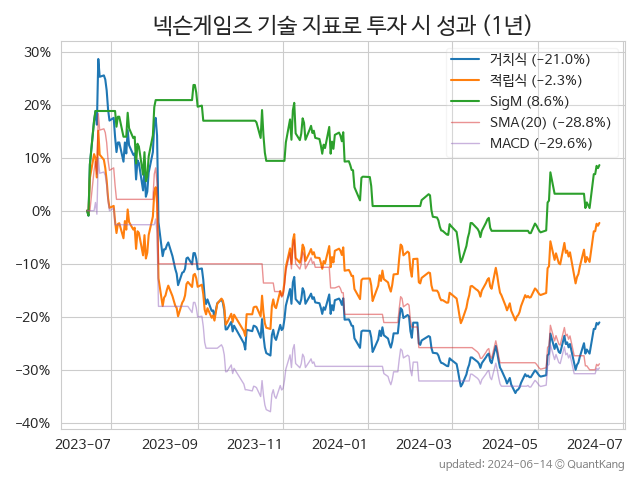 넥슨게임즈 기술 지표로 투자 시 성과 (1년)
거치식 (−21.0%)
적립식 (−2.3%)
SigM (8.6%)
SMA(20) (−28.8%)
MACD (−29.6%)
30%
20%
10%
0%
−10%
−20%
−30%
−40%
2023-07 2023-09 2023-11 2024-01 2024-03 2024-04 2024-07
updated: 2024-06-14 © QuantKang